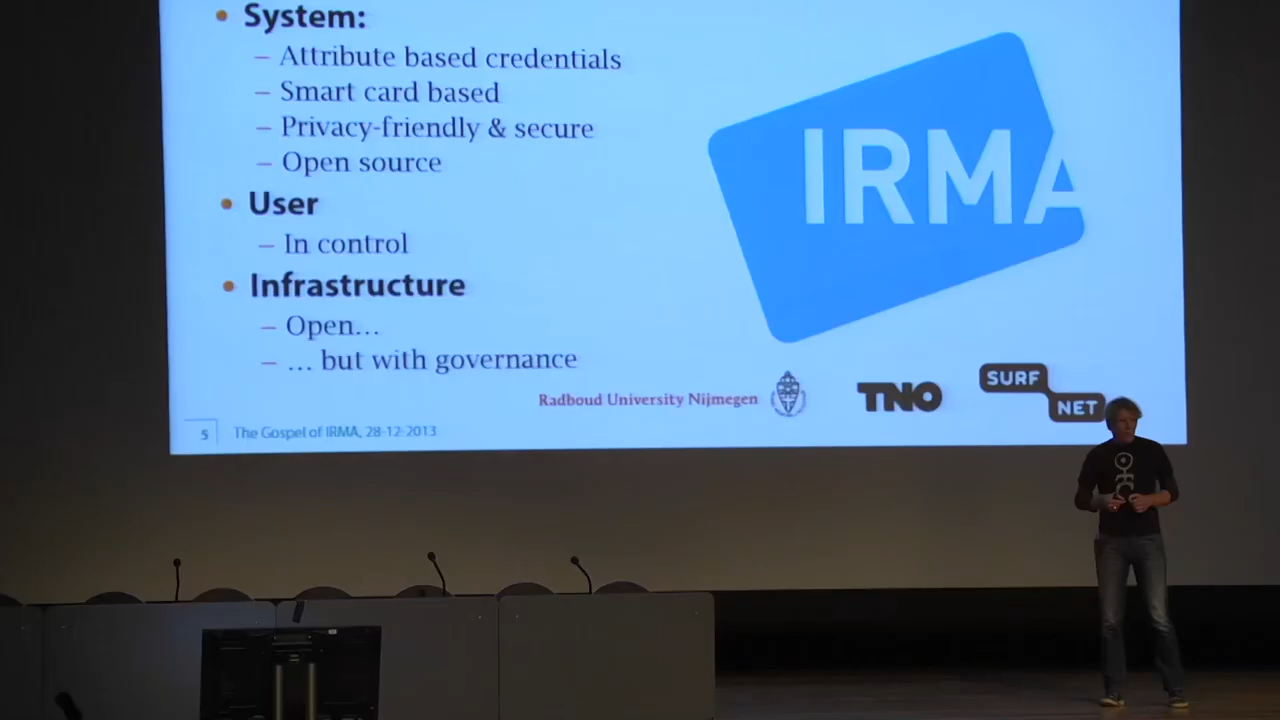 • System:
– Attribute based credentials
– Smart card based
– Privacy-friendly & secure
– Open source
• User
– In control
• Infrastructure
– Open…
– … but with governance
IRMA
Radboud University Nijmegen
TNO
SURF
NET
5 The Gospel of IRMA, 28-12-2013